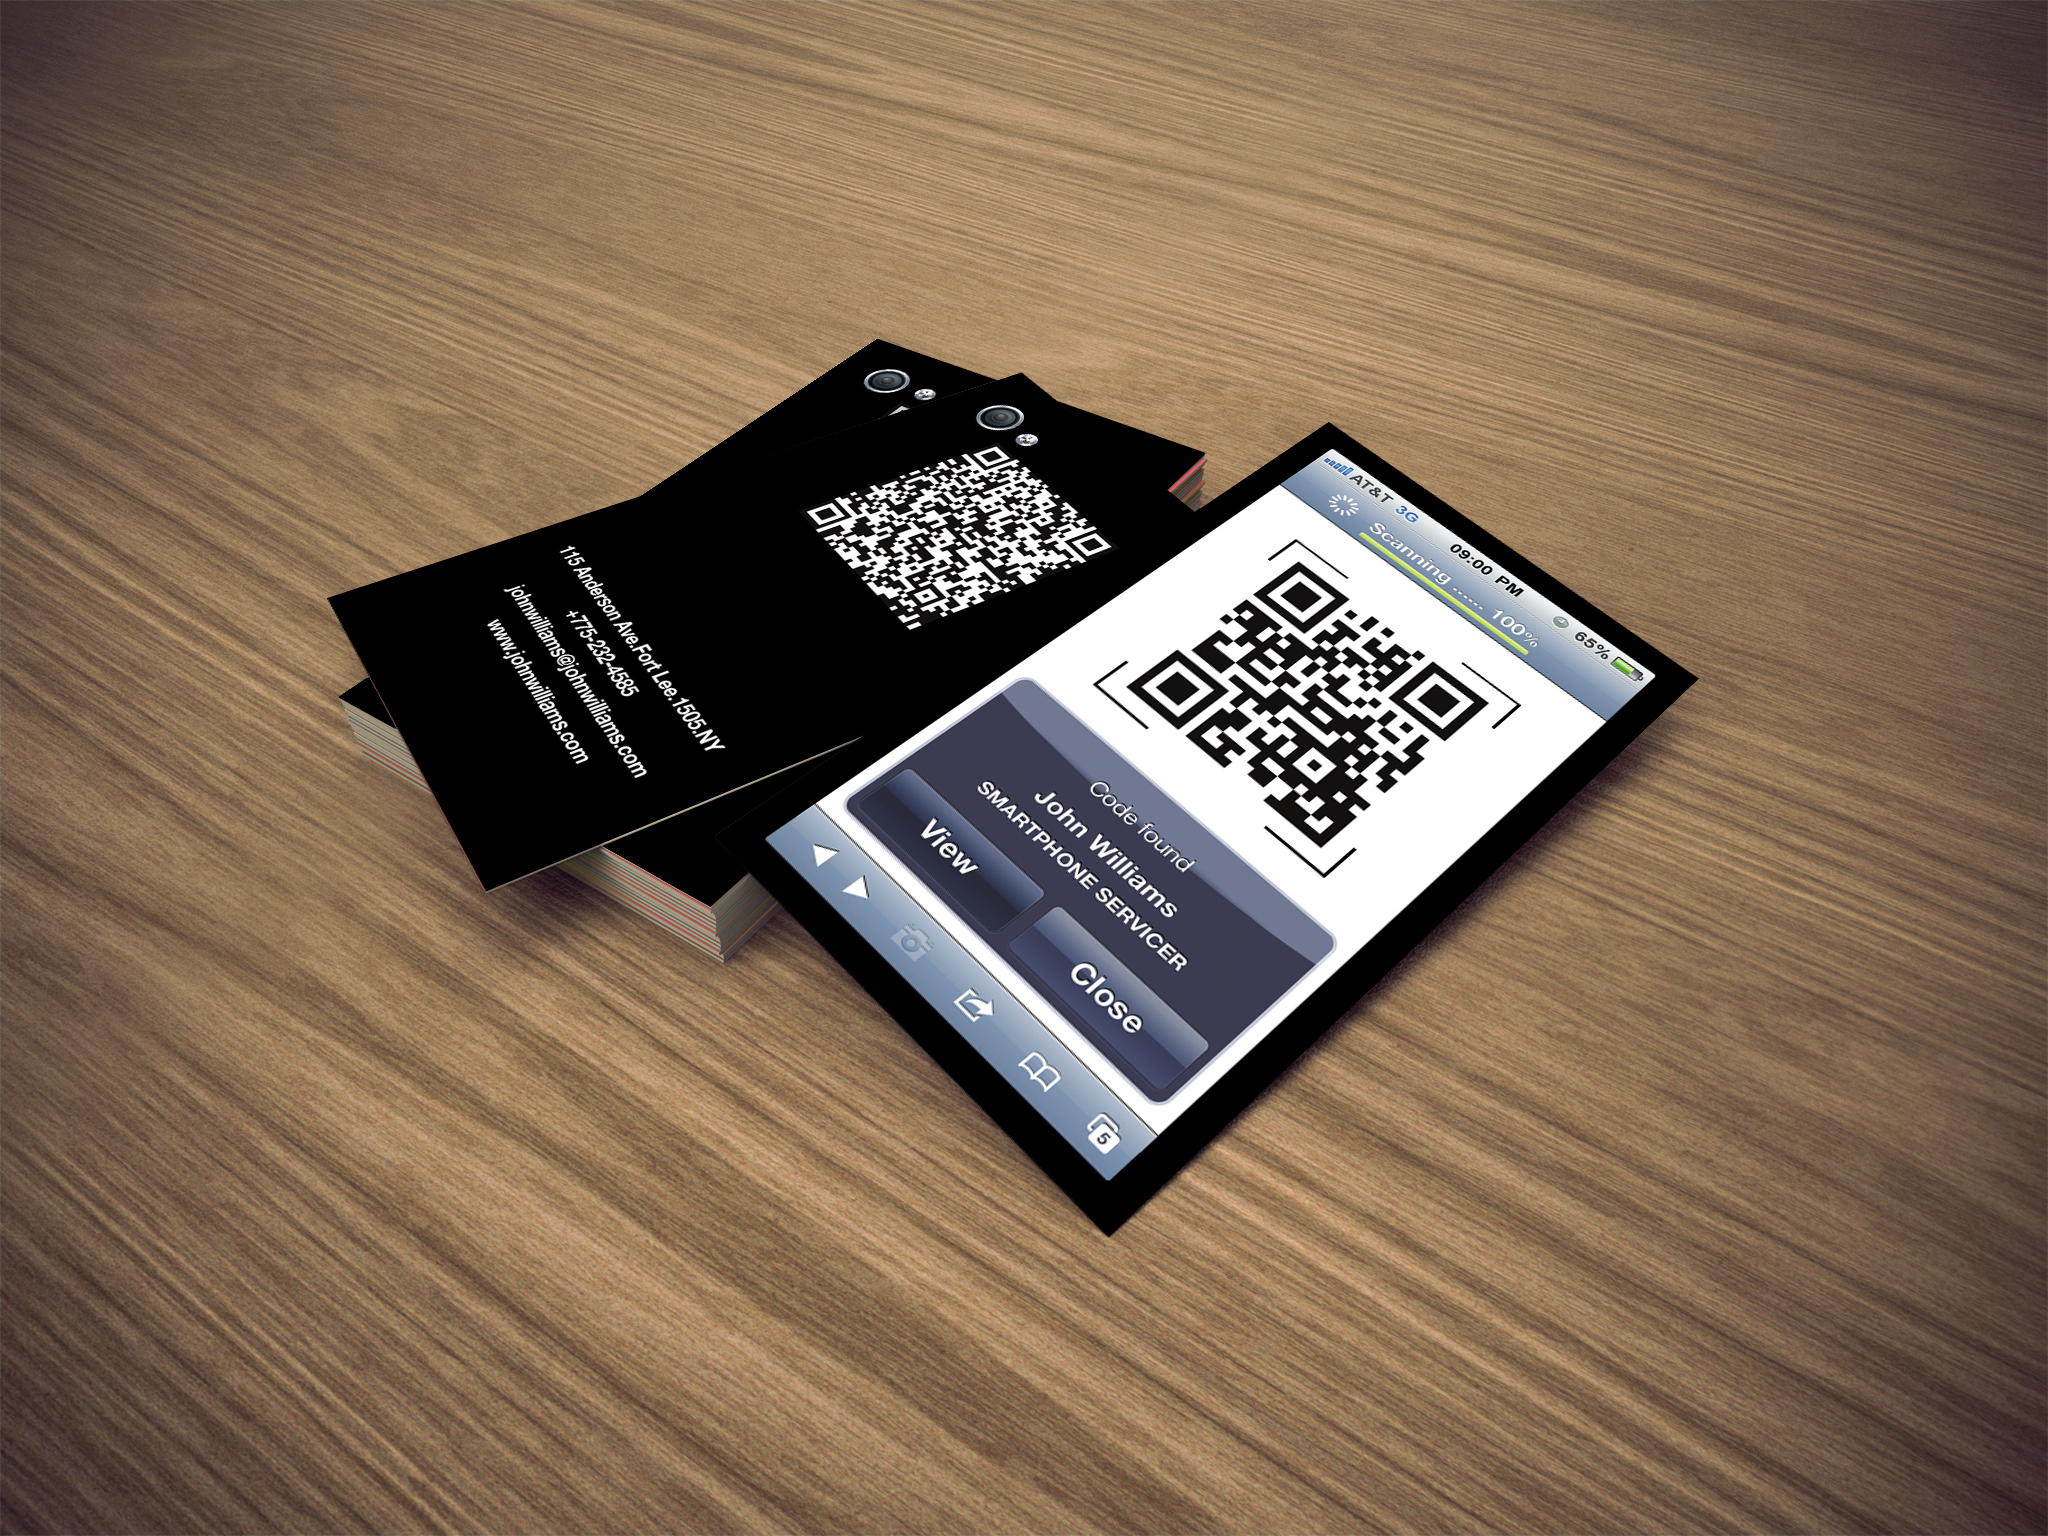 115 Anderson Ave.Fort Lee.1505.NY
+775-232-4585
johnwilliams@johnwilliams.com
www.johnwilliams.com
AT&T 3G 09:00 PM 65%
Scanning ...... 100%
Code found
John Williams
SMARTPHONE SERVICER
View Close
5